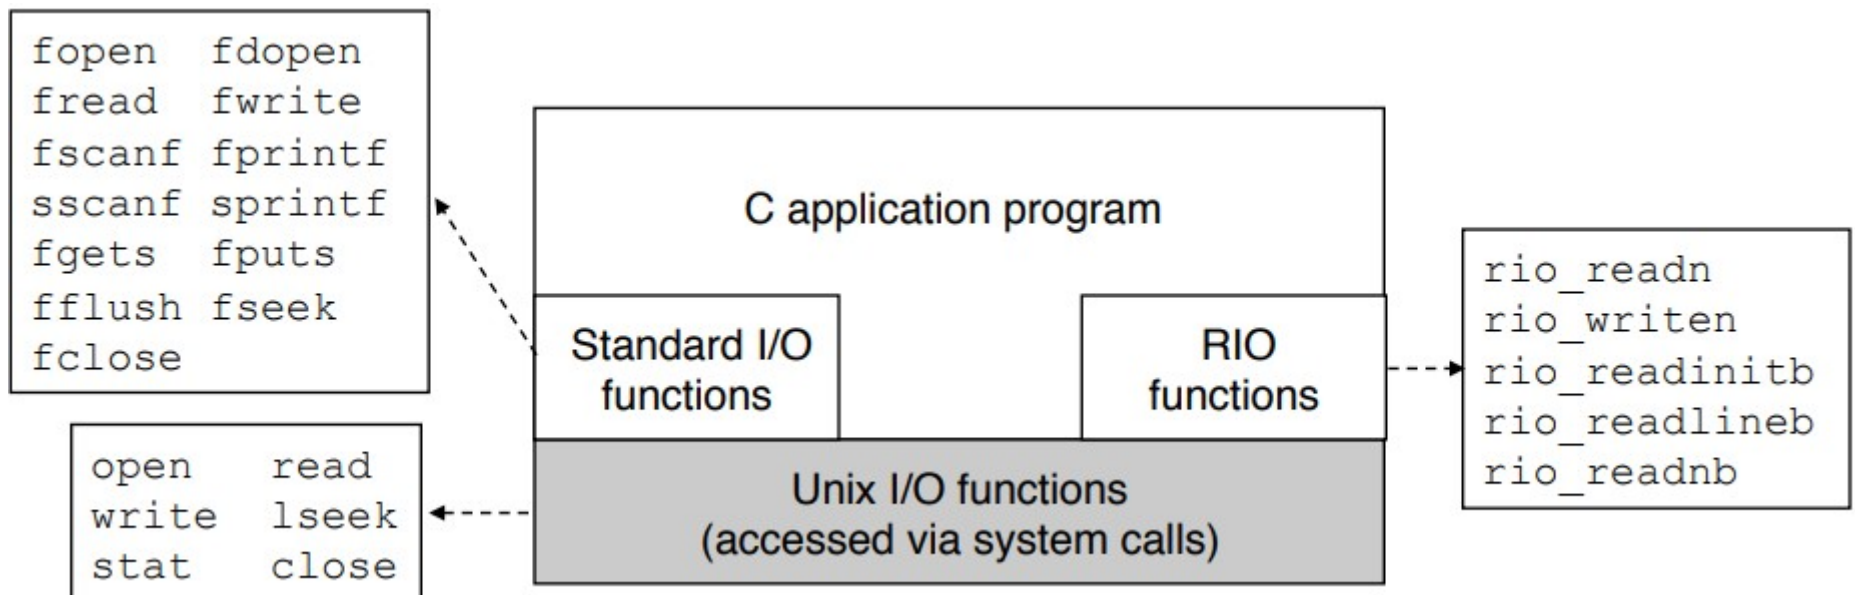 fopen fdopen
fread fwrite
fscanf fprintf
sscanf sprintf
fgets fputs
fflush fseek
fclose
C application program
Standard I/O
functions
RIO
functions
rio_readn
rio_writen
rio_readinitb
rio_readlineb
rio_readnb
open read
write lseek
stat close
Unix I/O functions
(accessed via system calls)